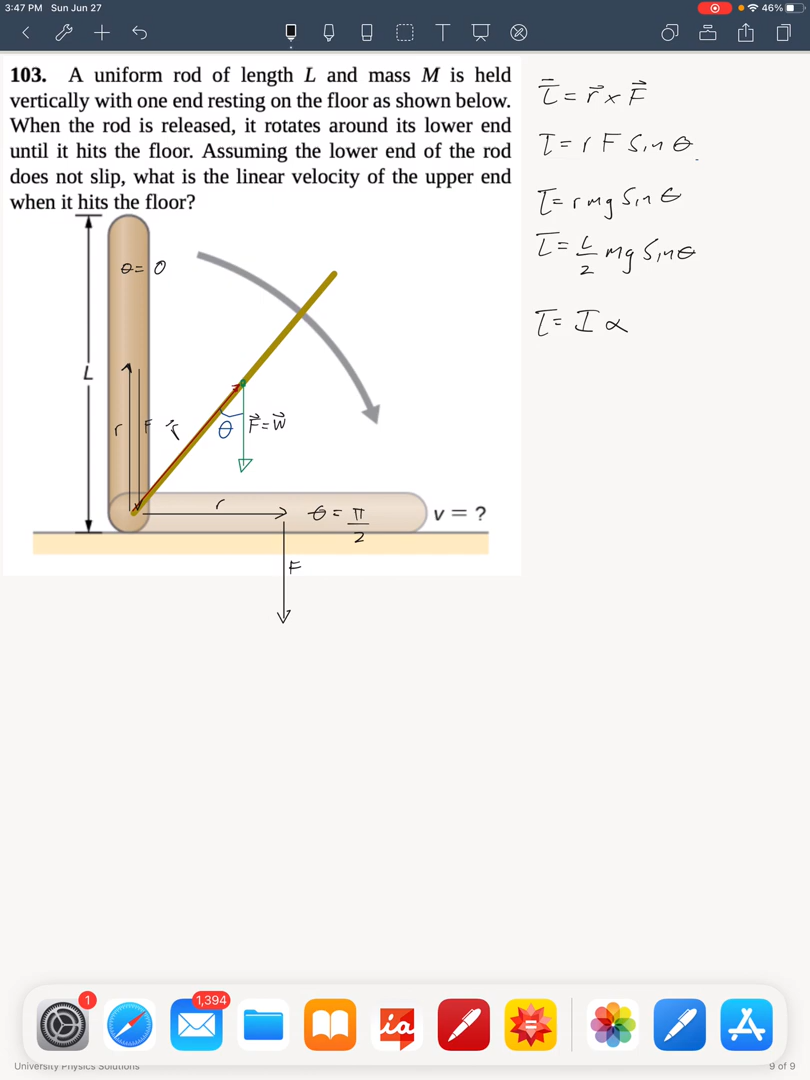 3:47 PM Sun Jun 27
46%
103. A uniform rod of length L and mass M is held
vertically with one end resting on the floor as shown below.
When the rod is released, it rotates around its lower end
until it hits the floor. Assuming the lower end of the rod
does not slip, what is the linear velocity of the upper end
when it hits the floor?
τ⃗ = r⃗ × F⃗
τ = r F Sin θ
τ = r mg Sin θ
τ = L/2 mg Sin θ
τ = I α
θ = 0
L
r
F
r⃗
θ
F⃗ = W⃗
r
θ = π/2
v = ?
F
1
1,394
ia
University Physics Solutions
9 of 9